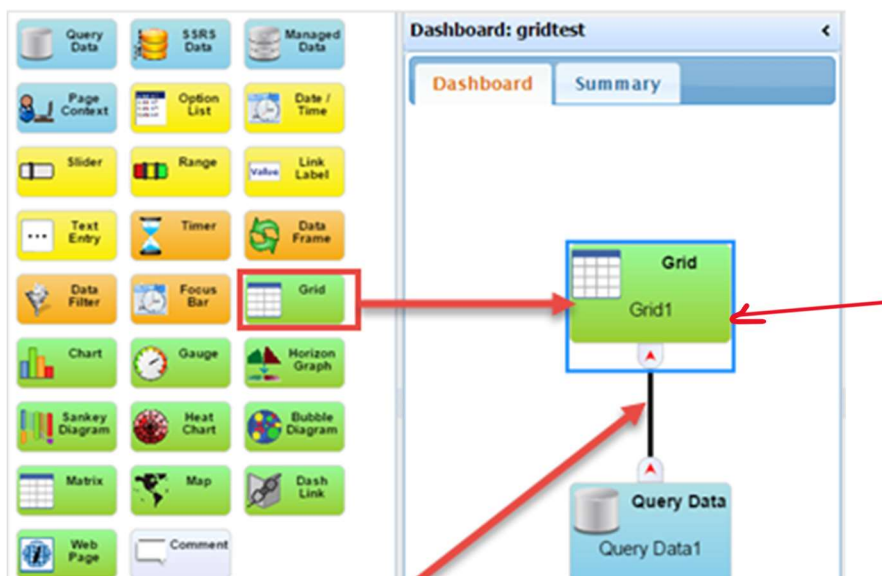 Query
Data
SSRS
Data
Managed
Data
Page
Context
Option
List
Date /
Time
Slider
Range
Value
Link
Label
Text
Entry
Timer
Data
Frame
Data
Filter
Focus
Bar
Grid
Chart
Gauge
Horizon
Graph
Sankey
Diagram
Heat
Chart
Bubble
Diagram
Matrix
Map
Dash
Link
Web
Page
Comment
Dashboard: gridtest
Dashboard
Summary
Grid
Grid1
Query Data
Query Data1